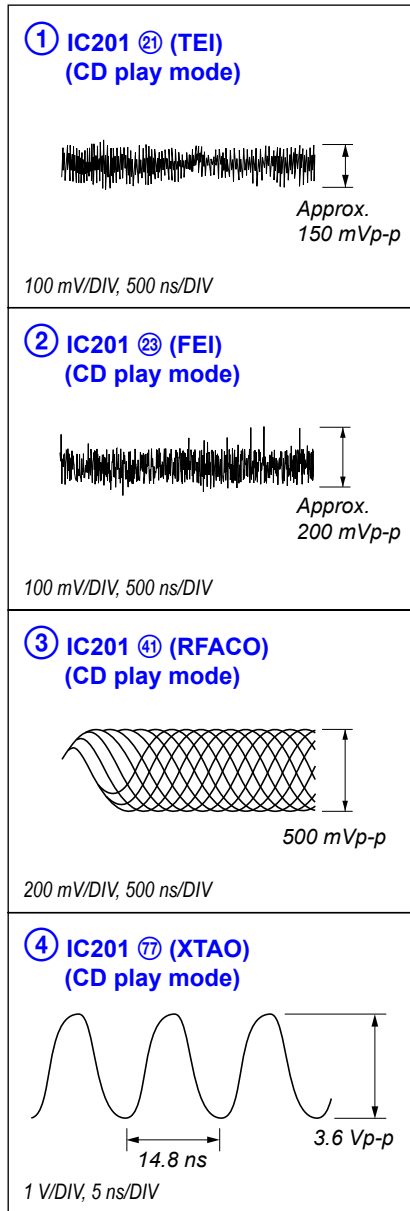 ① IC201 ㉑ (TEI)
(CD play mode)
Approx.
150 mVp-p
100 mV/DIV, 500 ns/DIV
② IC201 ㉓ (FEI)
(CD play mode)
Approx.
200 mVp-p
100 mV/DIV, 500 ns/DIV
③ IC201 ㊶ (RFACO)
(CD play mode)
500 mVp-p
200 mV/DIV, 500 ns/DIV
④ IC201 77 (XTAO)
(CD play mode)
14.8 ns
3.6 Vp-p
1 V/DIV, 5 ns/DIV